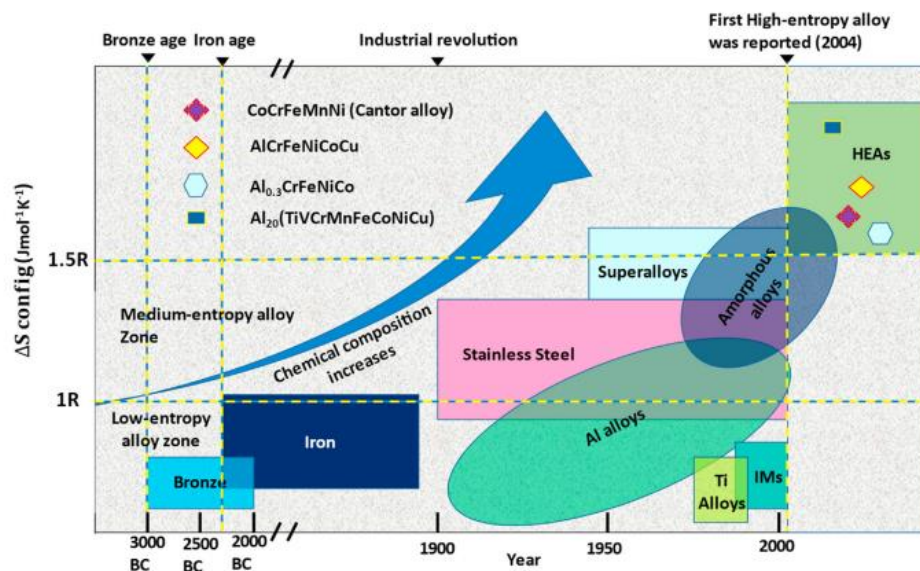 Bronze age
Iron age
Industrial revolution
First High-entropy alloy
was reported (2004)
CoCrFeMnNi (Cantor alloy)
AlCrFeNiCoCu
Al₀.₃CrFeNiCo
Al₂₀(TiVCrMnFeCoNiCu)
HEAs
ΔS config(Jmol⁻¹K⁻¹)
1.5R
1R
Medium-entropy alloy
Zone
Chemical composition
increases
Superalloys
Amorphous
alloys
Stainless Steel
Low-entropy
alloy zone
Iron
Al alloys
Bronze
Ti
Alloys
IMs
3000
BC
2500
BC
2000
BC
1900
Year
1950
2000